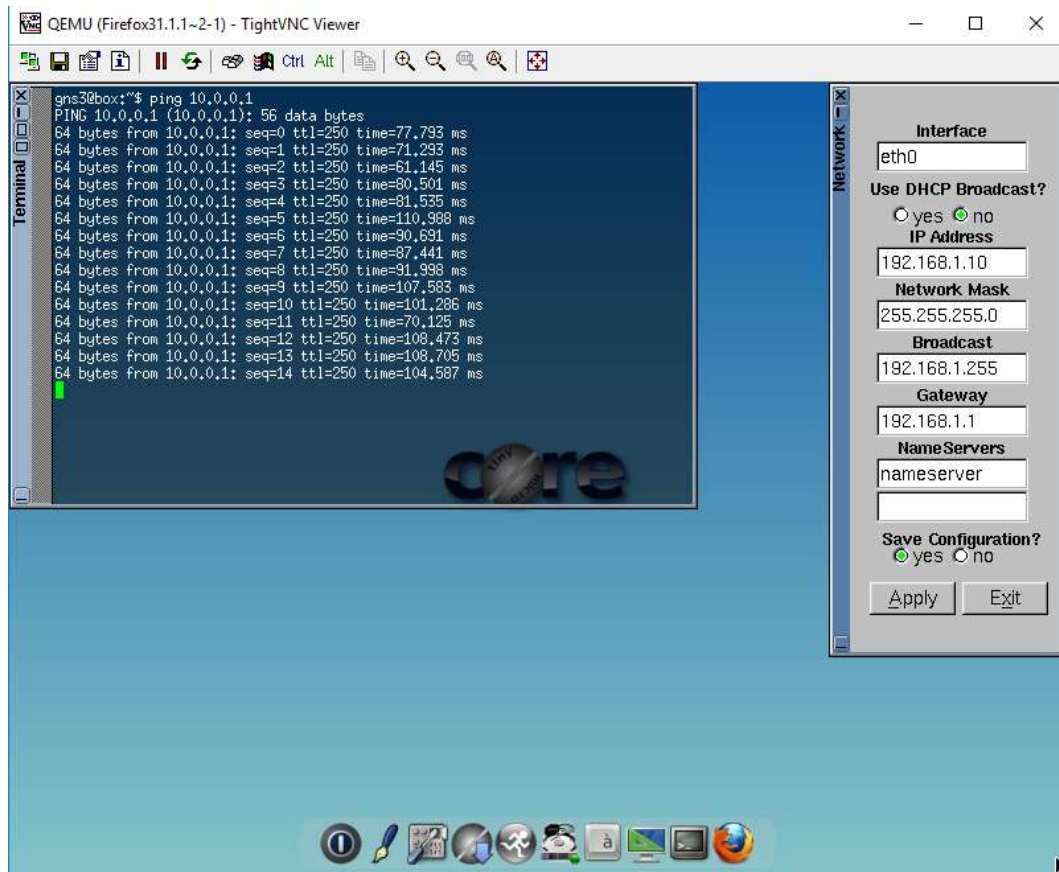 QEMU (Firefox31.1.1~2-1) - TightVNC Viewer
Ctrl Alt
Terminal
gns3@box:~$ ping 10.0.0.1
PING 10.0.0.1 (10.0.0.1): 56 data bytes
64 bytes from 10.0.0.1: seq=0 ttl=250 time=77.793 ms
64 bytes from 10.0.0.1: seq=1 ttl=250 time=71.293 ms
64 bytes from 10.0.0.1: seq=2 ttl=250 time=61.145 ms
64 bytes from 10.0.0.1: seq=3 ttl=250 time=80.501 ms
64 bytes from 10.0.0.1: seq=4 ttl=250 time=81.535 ms
64 bytes from 10.0.0.1: seq=5 ttl=250 time=110.988 ms
64 bytes from 10.0.0.1: seq=6 ttl=250 time=90.691 ms
64 bytes from 10.0.0.1: seq=7 ttl=250 time=87.441 ms
64 bytes from 10.0.0.1: seq=8 ttl=250 time=91.998 ms
64 bytes from 10.0.0.1: seq=9 ttl=250 time=107.583 ms
64 bytes from 10.0.0.1: seq=10 ttl=250 time=101.286 ms
64 bytes from 10.0.0.1: seq=11 ttl=250 time=70.125 ms
64 bytes from 10.0.0.1: seq=12 ttl=250 time=108.473 ms
64 bytes from 10.0.0.1: seq=13 ttl=250 time=108.705 ms
64 bytes from 10.0.0.1: seq=14 ttl=250 time=104.587 ms
core
tiny
micro
Network
Interface
eth0
Use DHCP Broadcast?
yes no
IP Address
192.168.1.10
Network Mask
255.255.255.0
Broadcast
192.168.1.255
Gateway
192.168.1.1
NameServers
nameserver
Save Configuration?
yes no
Apply Exit
à